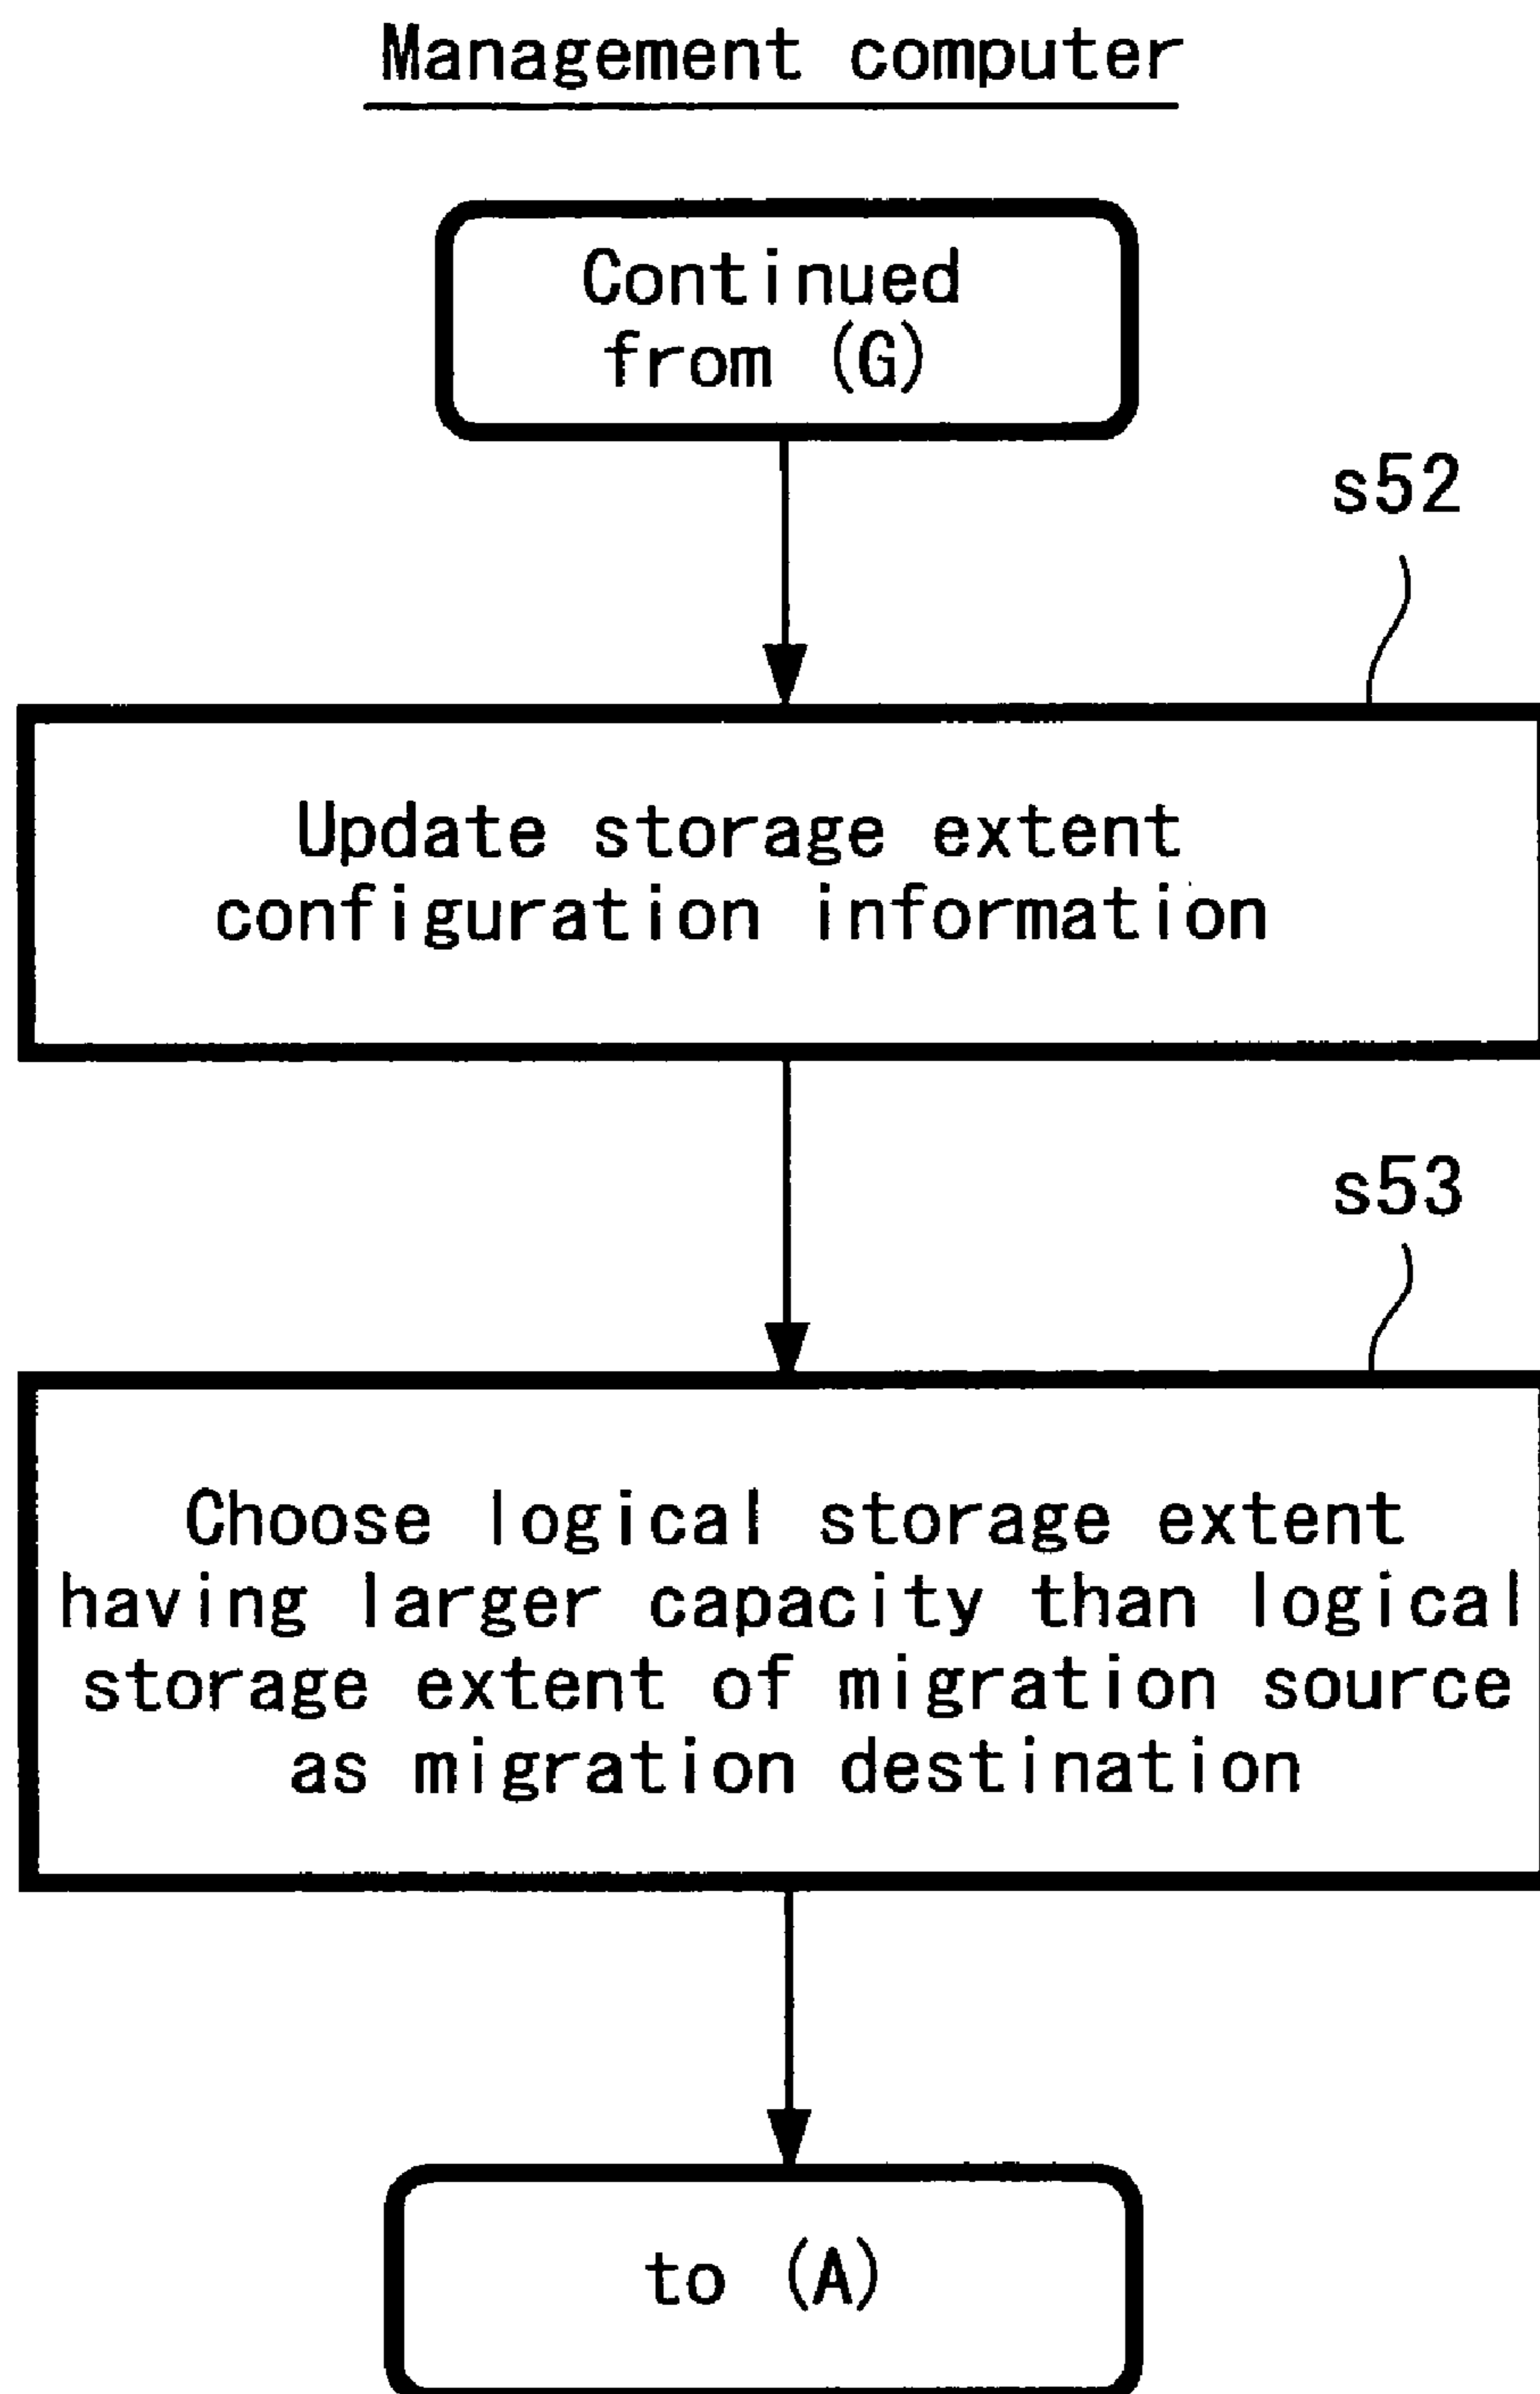 Management computer
Continued
from (G)
s52
Update storage extent
configuration information
s53
Choose logical storage extent
having larger capacity than logical
storage extent of migration source
as migration destination
to (A)